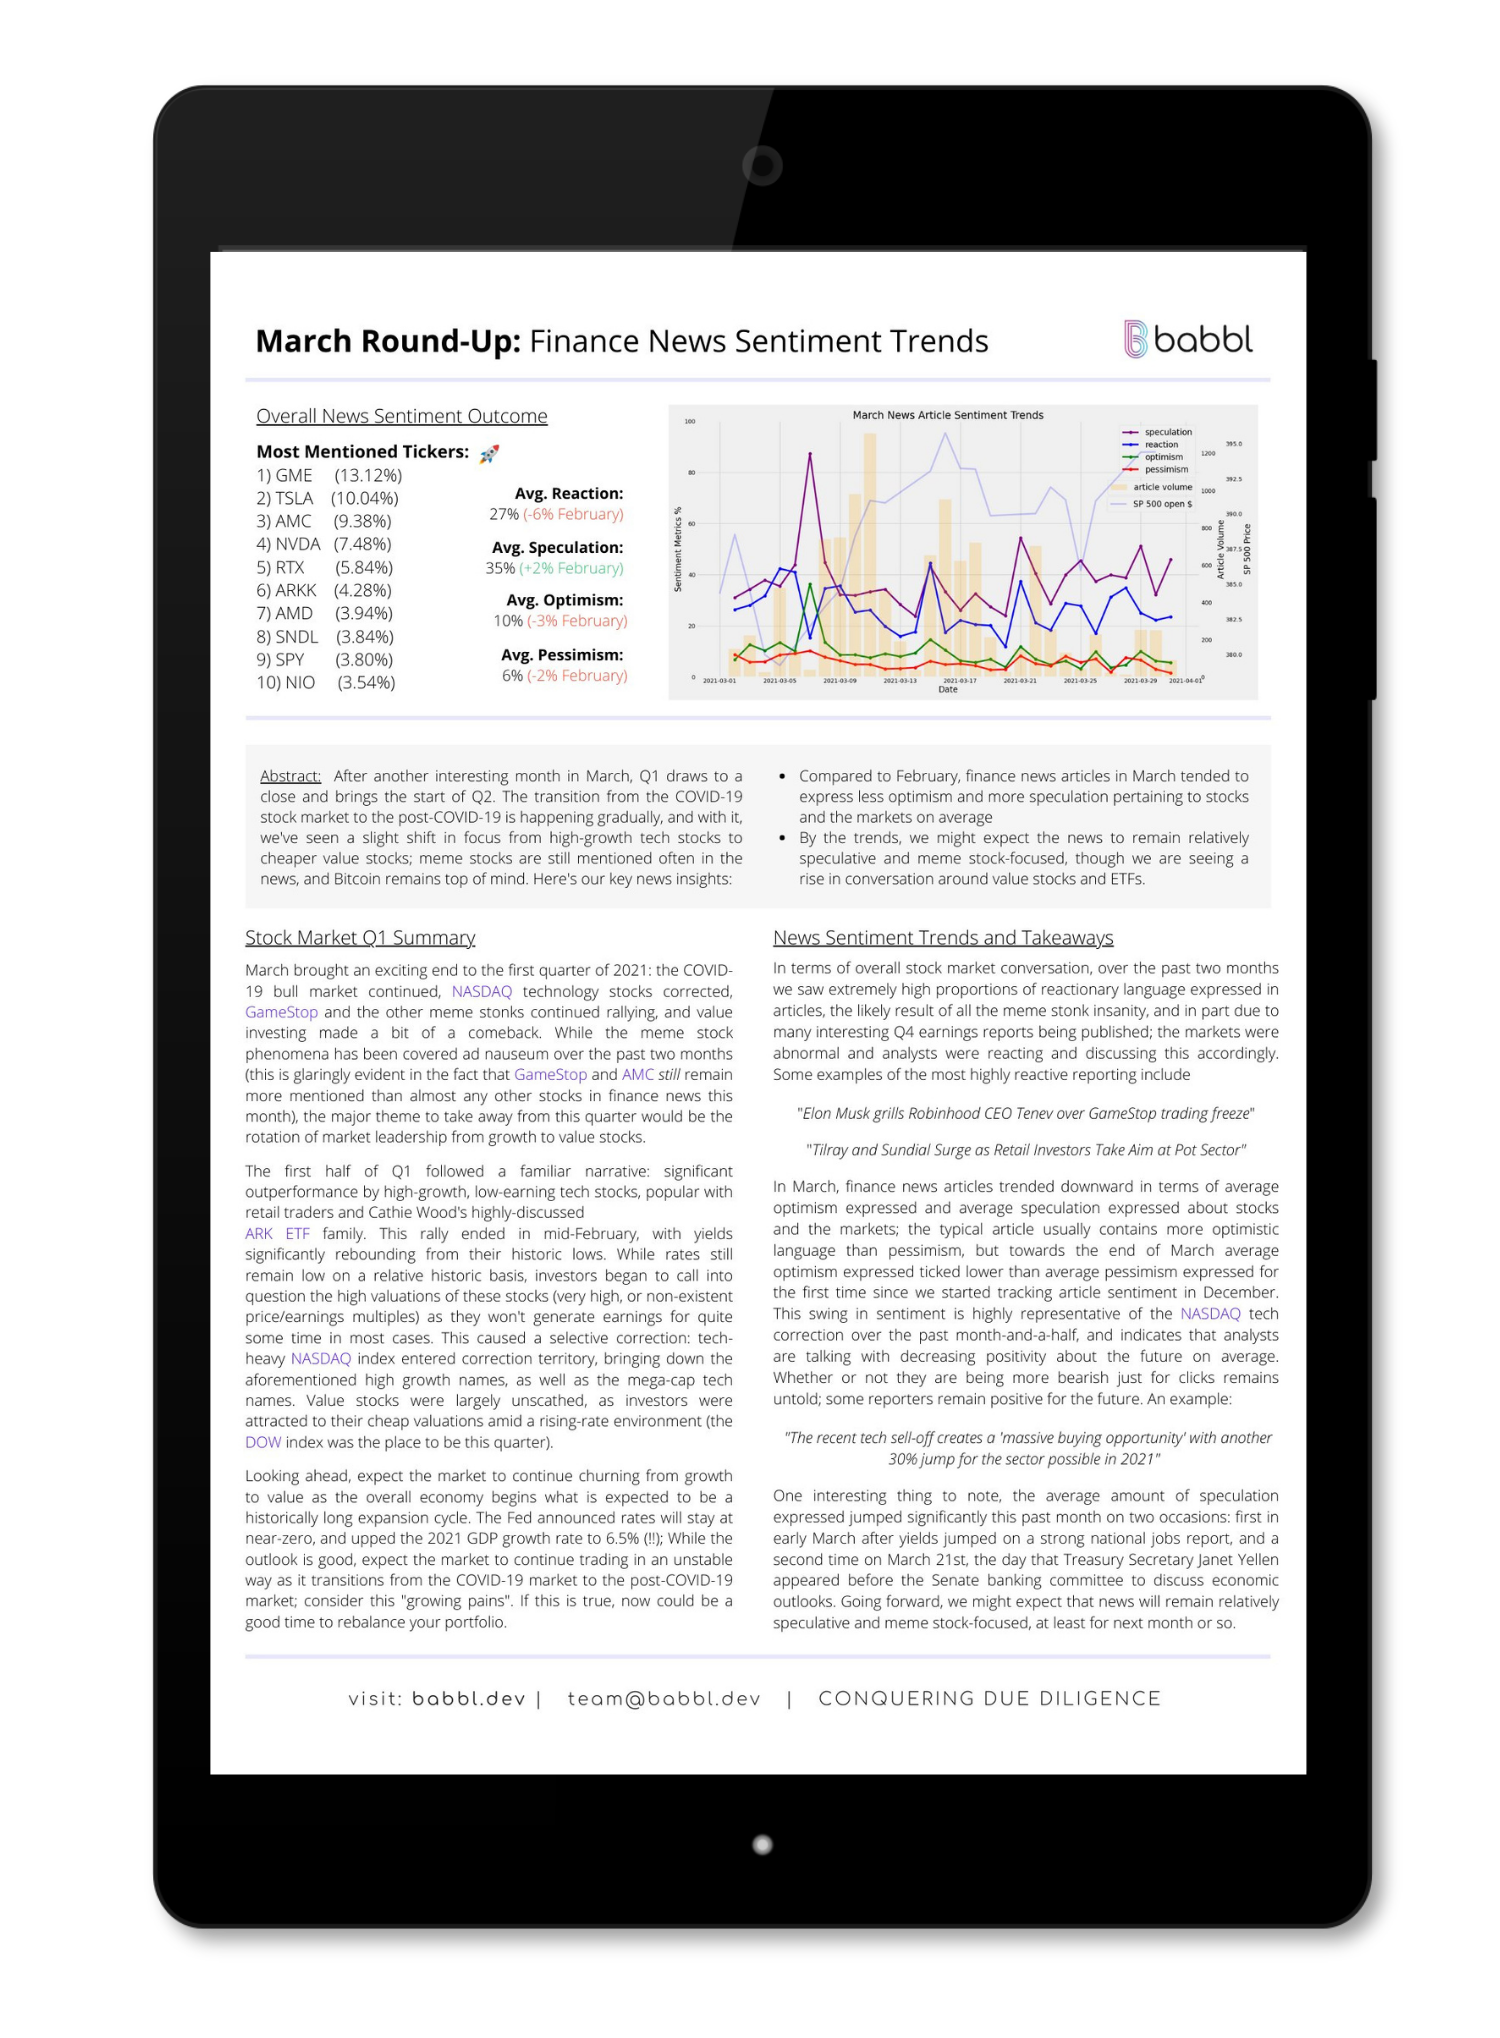 March Round-Up: Finance News Sentiment Trends
babbl
Overall News Sentiment Outcome
Most Mentioned Tickers: 🚀
1) GME (13.12%)
2) TSLA (10.04%)
3) AMC (9.38%)
4) NVDA (7.48%)
5) RTX (5.84%)
6) ARKK (4.28%)
7) AMD (3.94%)
8) SNDL (3.84%)
9) SPY (3.80%)
10) NIO (3.54%)
Avg. Reaction:
27% (-6% February)
Avg. Speculation:
35% (+2% February)
Avg. Optimism:
10% (-3% February)
Avg. Pessimism:
6% (-2% February)
March News Article Sentiment Trends
speculation
reaction
optimism
pessimism
article volume
SP 500 open $
Sentiment Metrics %
100
80
60
40
20
0
2021-03-01 2021-03-05 2021-03-09 2021-03-13 2021-03-17 2021-03-21 2021-03-25 2021-03-29 2021-04-01
Date
1200
1000
800
600
400
200
0
Article Volume
395.0
392.5
390.0
387.5
385.0
382.5
380.0
SP 500 Price
Abstract: After another interesting month in March, Q1 draws to a
close and brings the start of Q2. The transition from the COVID-19
stock market to the post-COVID-19 is happening gradually, and with it,
we've seen a slight shift in focus from high-growth tech stocks to
cheaper value stocks; meme stocks are still mentioned often in the
news, and Bitcoin remains top of mind. Here's our key news insights:
• Compared to February, finance news articles in March tended to
express less optimism and more speculation pertaining to stocks
and the markets on average
• By the trends, we might expect the news to remain relatively
speculative and meme stock-focused, though we are seeing a
rise in conversation around value stocks and ETFs.
Stock Market Q1 Summary
March brought an exciting end to the first quarter of 2021: the COVID-
19 bull market continued, NASDAQ technology stocks corrected,
GameStop and the other meme stonks continued rallying, and value
investing made a bit of a comeback. While the meme stock
phenomena has been covered ad nauseum over the past two months
(this is glaringly evident in the fact that GameStop and AMC still remain
more mentioned than almost any other stocks in finance news this
month), the major theme to take away from this quarter would be the
rotation of market leadership from growth to value stocks.
The first half of Q1 followed a familiar narrative: significant
outperformance by high-growth, low-earning tech stocks, popular with
retail traders and Cathie Wood's highly-discussed
ARK ETF family. This rally ended in mid-February, with yields
significantly rebounding from their historic lows. While rates still
remain low on a relative historic basis, investors began to call into
question the high valuations of these stocks (very high, or non-existent
price/earnings multiples) as they won't generate earnings for quite
some time in most cases. This caused a selective correction: tech-
heavy NASDAQ index entered correction territory, bringing down the
aforementioned high growth names, as well as the mega-cap tech
names. Value stocks were largely unscathed, as investors were
attracted to their cheap valuations amid a rising-rate environment (the
DOW index was the place to be this quarter).
Looking ahead, expect the market to continue churning from growth
to value as the overall economy begins what is expected to be a
historically long expansion cycle. The Fed announced rates will stay at
near-zero, and upped the 2021 GDP growth rate to 6.5% (!!); While the
outlook is good, expect the market to continue trading in an unstable
way as it transitions from the COVID-19 market to the post-COVID-19
market; consider this "growing pains". If this is true, now could be a
good time to rebalance your portfolio.
News Sentiment Trends and Takeaways
In terms of overall stock market conversation, over the past two months
we saw extremely high proportions of reactionary language expressed in
articles, the likely result of all the meme stonk insanity, and in part due to
many interesting Q4 earnings reports being published; the markets were
abnormal and analysts were reacting and discussing this accordingly.
Some examples of the most highly reactive reporting include
"Elon Musk grills Robinhood CEO Tenev over GameStop trading freeze"
"Tilray and Sundial Surge as Retail Investors Take Aim at Pot Sector"
In March, finance news articles trended downward in terms of average
optimism expressed and average speculation expressed about stocks
and the markets; the typical article usually contains more optimistic
language than pessimism, but towards the end of March average
optimism expressed ticked lower than average pessimism expressed for
the first time since we started tracking article sentiment in December.
This swing in sentiment is highly representative of the NASDAQ tech
correction over the past month-and-a-half, and indicates that analysts
are talking with decreasing positivity about the future on average.
Whether or not they are being more bearish just for clicks remains
untold; some reporters remain positive for the future. An example:
"The recent tech sell-off creates a 'massive buying opportunity' with another
30% jump for the sector possible in 2021"
One interesting thing to note, the average amount of speculation
expressed jumped significantly this past month on two occasions: first in
early March after yields jumped on a strong national jobs report, and a
second time on March 21st, the day that Treasury Secretary Janet Yellen
appeared before the Senate banking committee to discuss economic
outlooks. Going forward, we might expect that news will remain relatively
speculative and meme stock-focused, at least for next month or so.
visit: babbl.dev | team@babbl.dev | CONQUERING DUE DILIGENCE